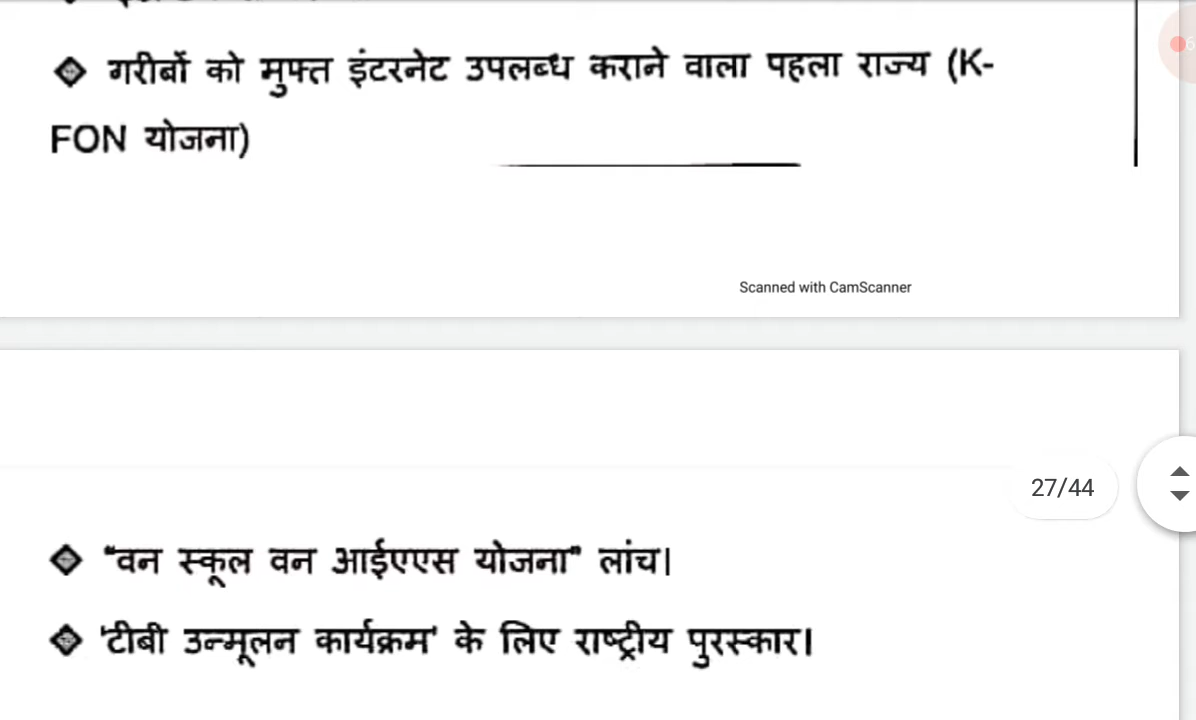 गरीबों को मुफ्त इंटरनेट उपलब्ध कराने वाला पहला राज्य (K-
FON योजना)
Scanned with CamScanner
27/44
"वन स्कूल वन आईएएस योजना" लांच।
'टीबी उन्मूलन कार्यक्रम' के लिए राष्ट्रीय पुरस्कार।